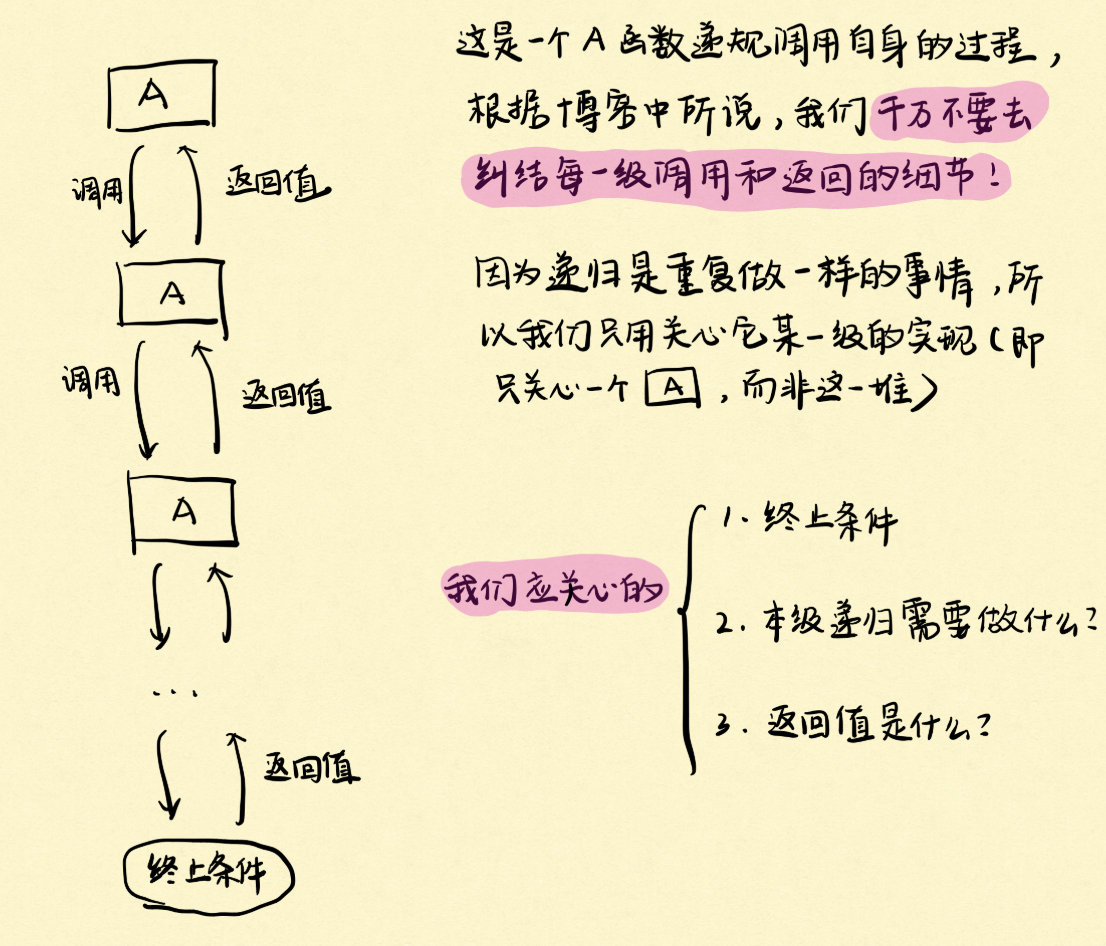 A
调用
返回值
A
调用
返回值
A
...
返回值
终止条件
这是一个 A 函数递规调用自身的过程，
根据博客中所说，我们千万不要去
纠结每一级调用和返回的细节！
因为递归是重复做一样的事情，所
以我们只用关心它某一级的实现（即
只关心一个 A ，而非这一堆）
我们应关心的
1. 终止条件
2. 本级递归需要做什么？
3. 返回值是什么？